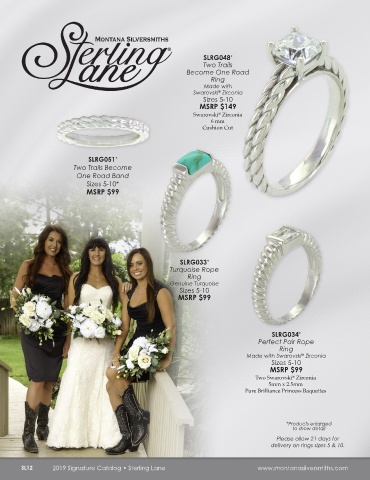 MONTANA SILVERSMITHS
Sterling
Lane®
SLRG048*
Two Trails
Become One Road
Ring
Made with
Swarovski® Zirconia
Sizes 5-10
MSRP $149
Swarovski® Zirconia
6 mm
Cushion Cut
SLRG051*
Two Trails Become
One Road Band
Sizes 5-10*
MSRP $99
SLRG033*
Turquoise Rope
Ring
Genuine Turquoise
Sizes 5-10
MSRP $99
SLRG034*
Perfect Pair Rope
Ring
Made with Swarovski® Zirconia
Sizes 5-10
MSRP $99
Two Swarovski® Zirconia
5mm x 2.5mm
Pure Brilliance Princess Baguettes
*Products enlarged
to show detail
Please allow 21 days for
delivery on rings sizes 5 & 10.
SL12 2019 Signature Catalog • Sterling Lane www.montanasilversmiths.com